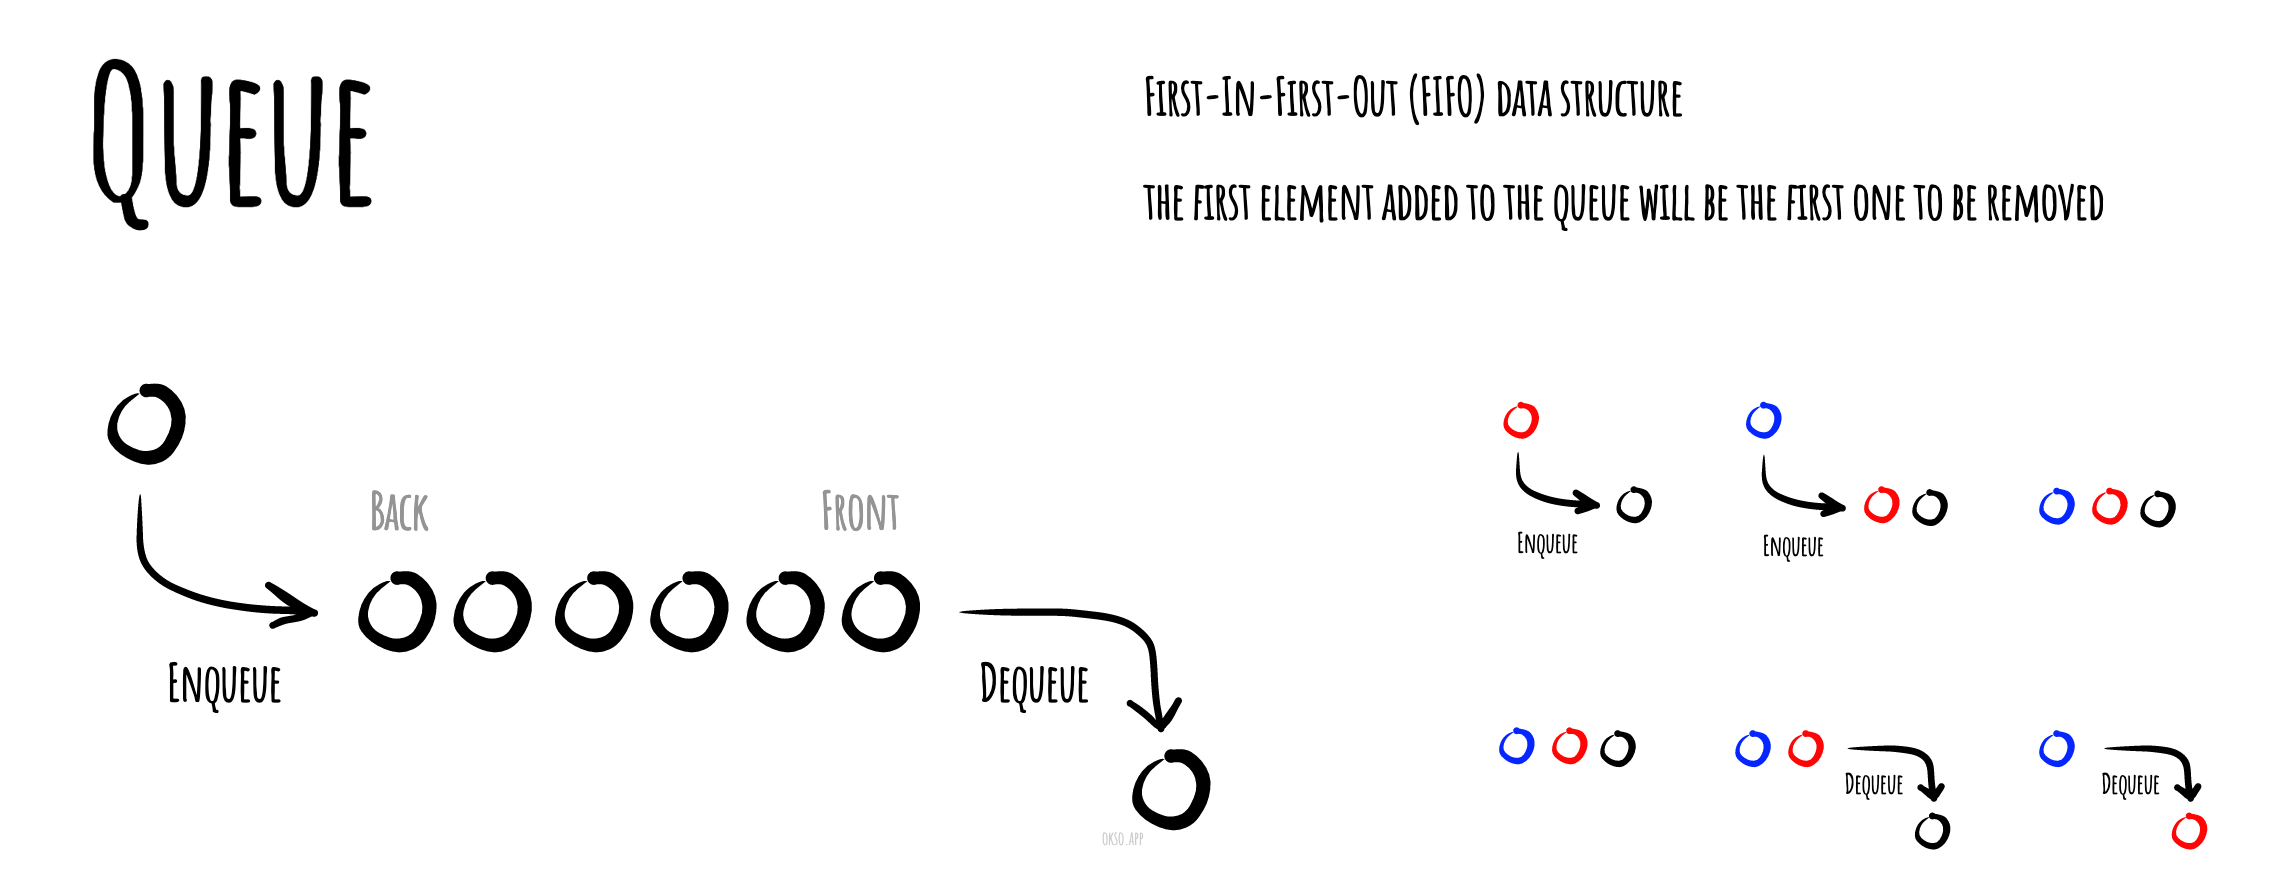 Queue
First-In-First-Out (FIFO) data structure
the first element added to the queue will be the first one to be removed
Back
Front
Enqueue
Dequeue
okso.app
Enqueue
Enqueue
Dequeue
Dequeue